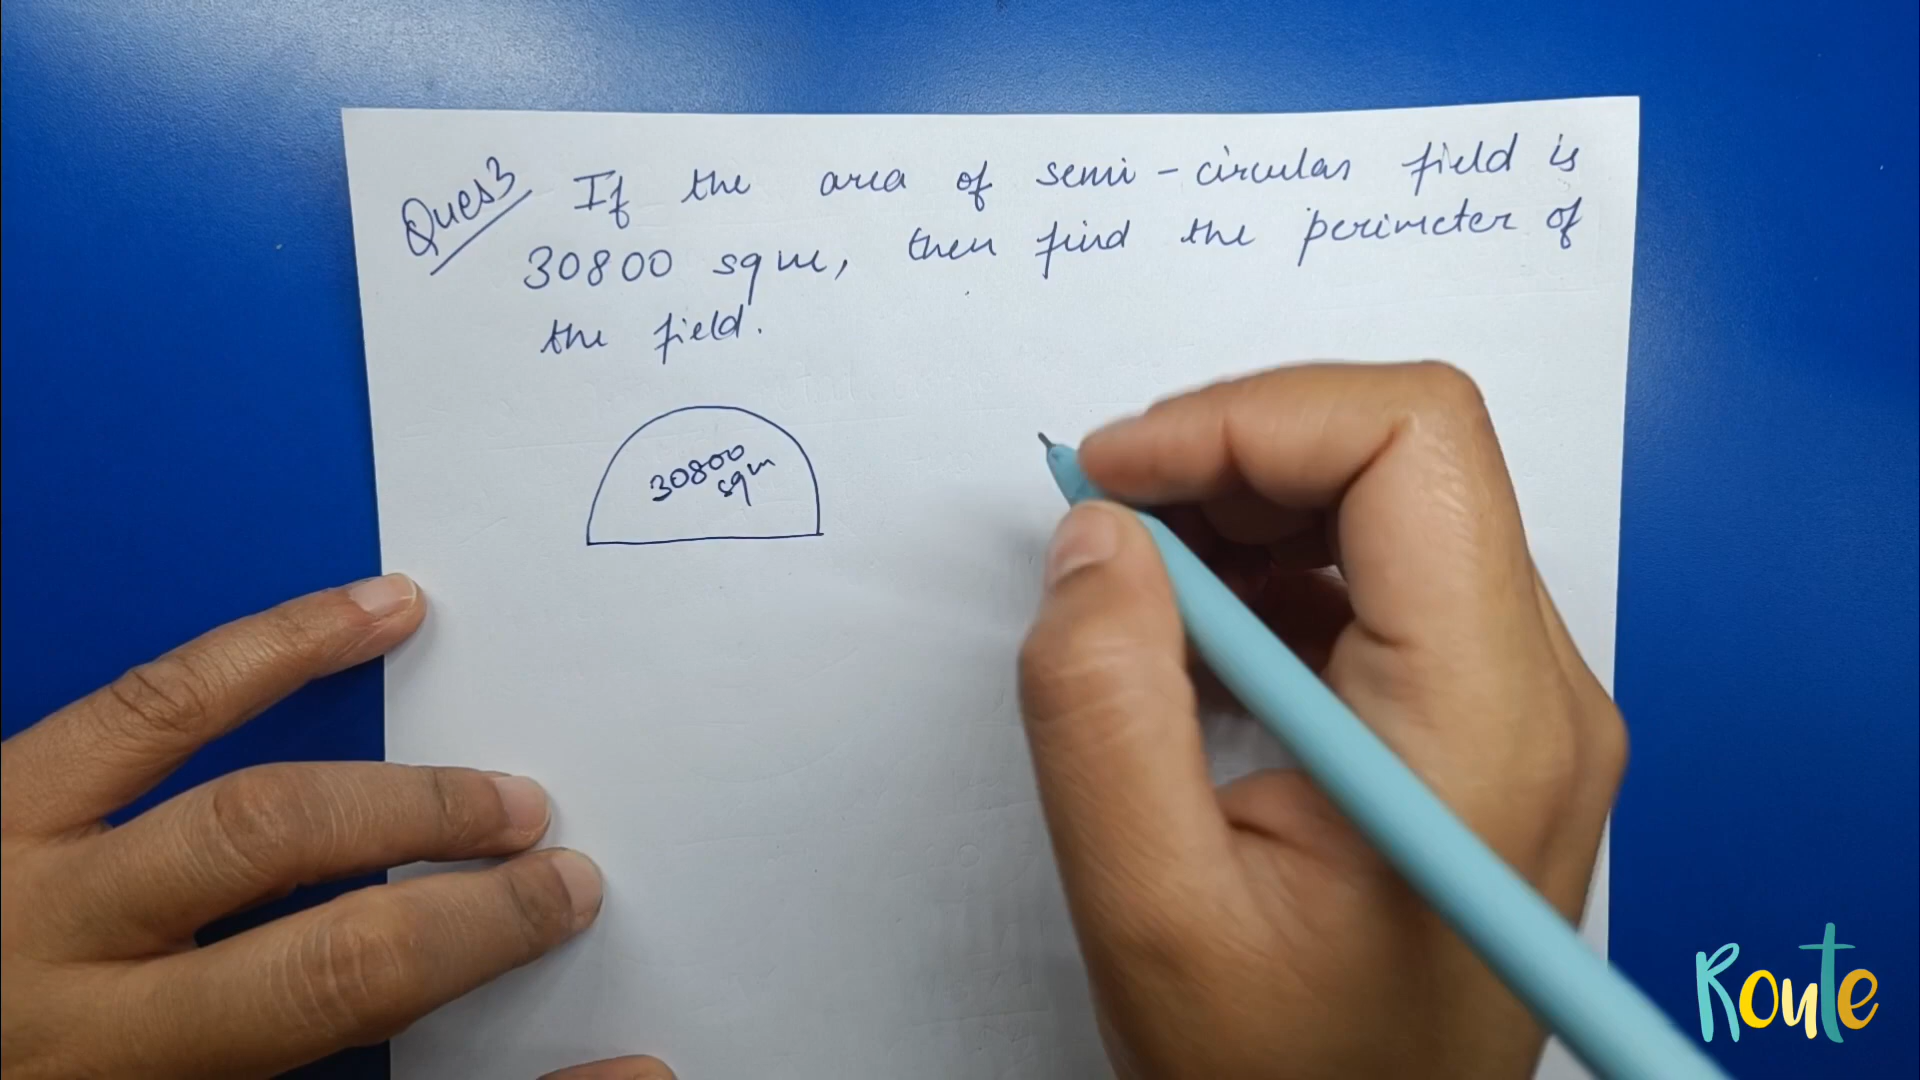 Ques3 If the area of semi-circular field is
30800 sqm, then find the perimeter of
the field.
30800
sqm
Route